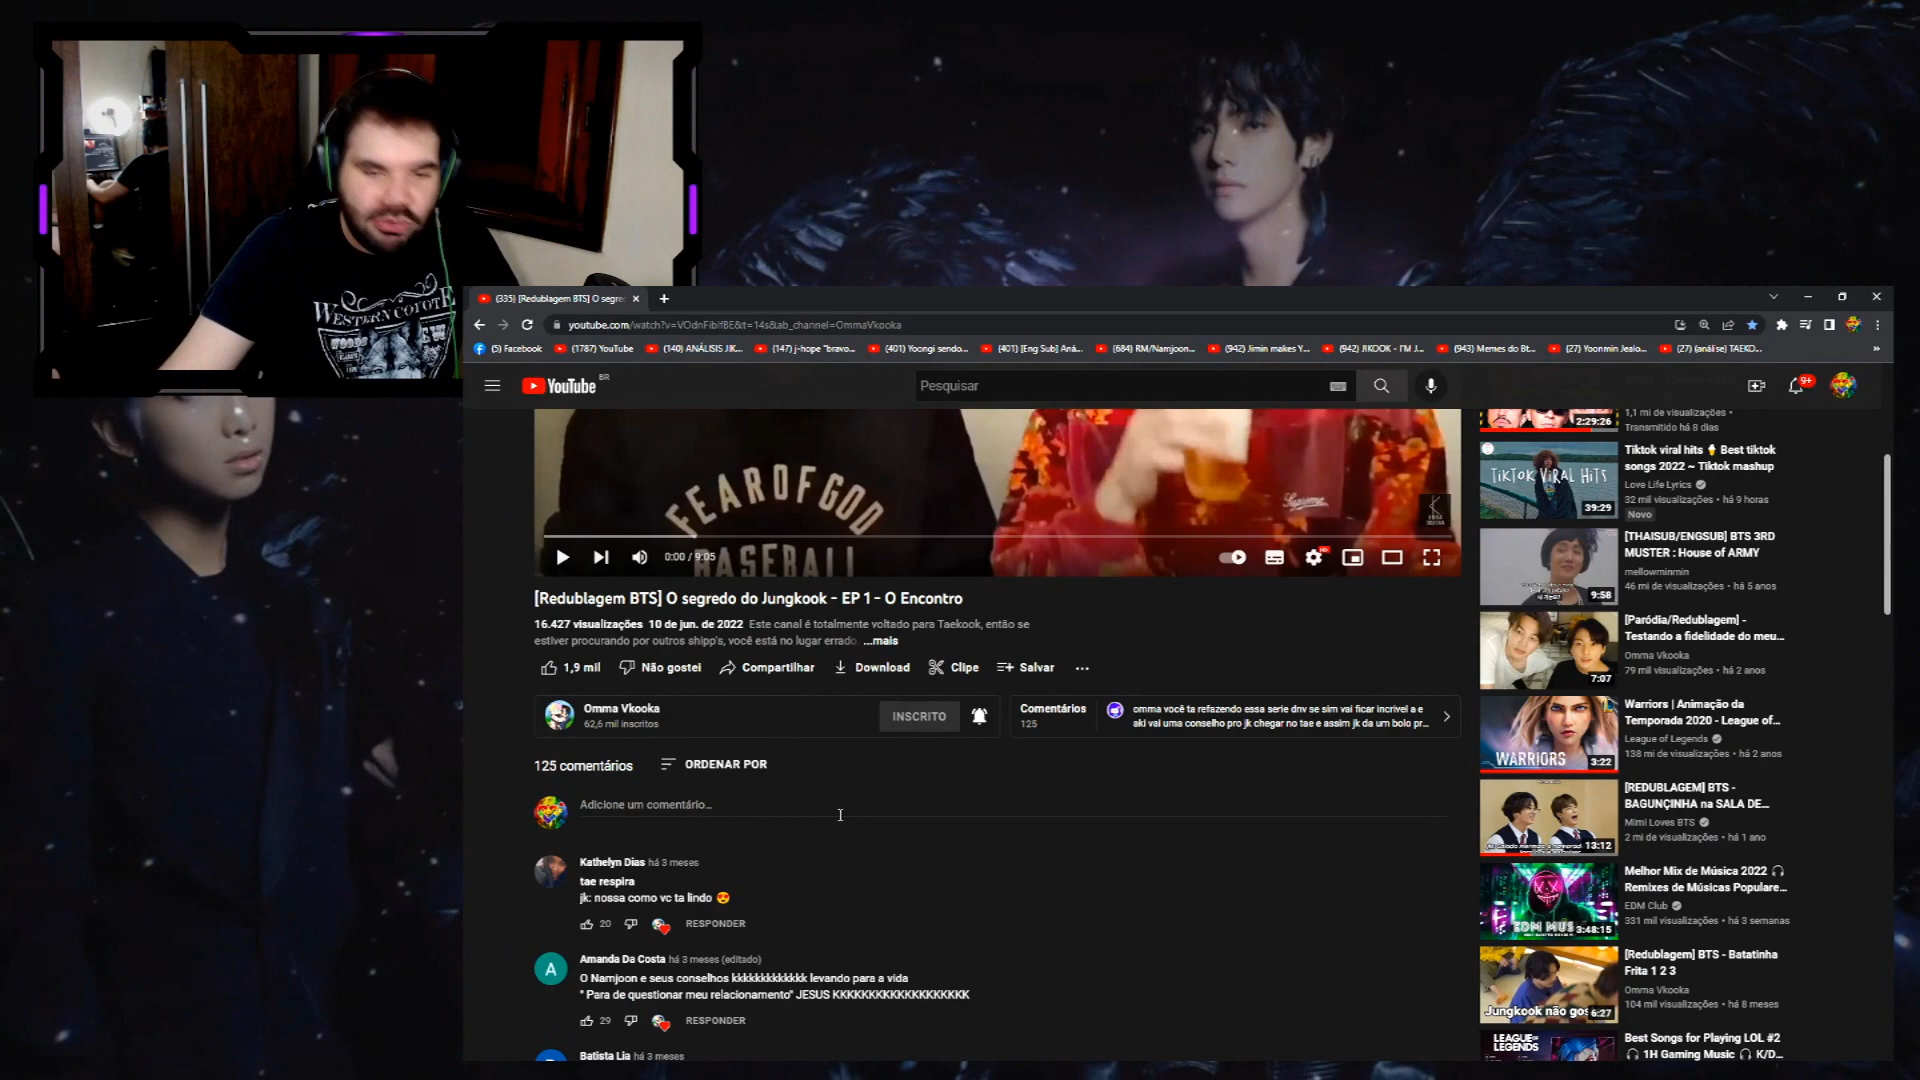 WESTERN COYOTE
WOODS
(335) [Redublagem BTS] O segre
youtube.com/watch?v=VOdnFiblfBE&t=14s&ab_channel=OmmaVkooka
(5) Facebook
(1787) YouTube
(140) ANÁLISIS JIK...
(147) j-hope "bravo...
(401) Yoongi sendo...
(401) [Eng Sub] Aná...
(684) RM/Namjoon...
(942) Jimin makes Y...
(942) JIKOOK - I'M J...
(943) Memes do Bt...
(27) Yoonmin Jealo...
(27) (análise) TAEKO...
YouTube BR
Pesquisar
9+
FEAR OF GOD
BASEBALL
Supreme
0:00 / 9:05
[Redublagem BTS] O segredo do Jungkook - EP 1 - O Encontro
16.427 visualizações 10 de jun. de 2022 Este canal é totalmente voltado para Taekook, então se
estiver procurando por outros shipp's, você está no lugar errado ...mais
1,9 mil Não gostei Compartilhar Download Clipe Salvar
Omma Vkooka
62,6 mil inscritos
INSCRITO
Comentários
125
omma você ta refazendo essa serie dnv se sim vai ficar incrivel a e
aki vai uma conselho pro jk chegar no tae e assim jk da um bolo pr...
125 comentários ORDENAR POR
Adicione um comentário...
Kathelyn Dias há 3 meses
tae respira
jk: nossa como vc ta lindo 😍
20 RESPONDER
A
Amanda Da Costa há 3 meses (editado)
O Namjoon e seus conselhos kkkkkkkkkkkk levando para a vida
" Para de questionar meu relacionamento" JESUS KKKKKKKKKKKKKKKKKKK
29 RESPONDER
Batista Lia há 3 meses
2:29:26
1,1 mi de visualizações •
Transmitido há 8 dias
TIKTOK VIRAL HITS
39:29
Tiktok viral hits 🍦 Best tiktok
songs 2022 ~ Tiktok mashup
Love Life Lyrics
32 mil visualizações • há 9 horas
Novo
9:58
[THAISUB/ENGSUB] BTS 3RD
MUSTER : House of ARMY
mellowminmin
46 mi de visualizações • há 5 anos
7:07
[Paródia/Redublagem] -
Testando a fidelidade do meu...
Omma Vkooka
79 mil visualizações • há 2 anos
WARRIORS
3:22
Warriors | Animação da
Temporada 2020 - League of...
League of Legends
138 mi de visualizações • há 2 anos
13:12
[REDUBLAGEM] BTS -
BAGUNÇINHA na SALA DE...
Mimi Loves BTS
2 mi de visualizações • há 1 ano
EDM MUS
3:48:15
Melhor Mix de Música 2022 🎧
Remixes de Músicas Populare...
EDM Club
331 mil visualizações • há 3 semanas
Jungkook não gos
6:27
[Redublagem] BTS - Batatinha
Frita 1 2 3
Omma Vkooka
104 mil visualizações • há 8 meses
LEAGUE OF
LEGENDS
Best Songs for Playing LOL #2
🎧 1H Gaming Music 🎧 K/D...